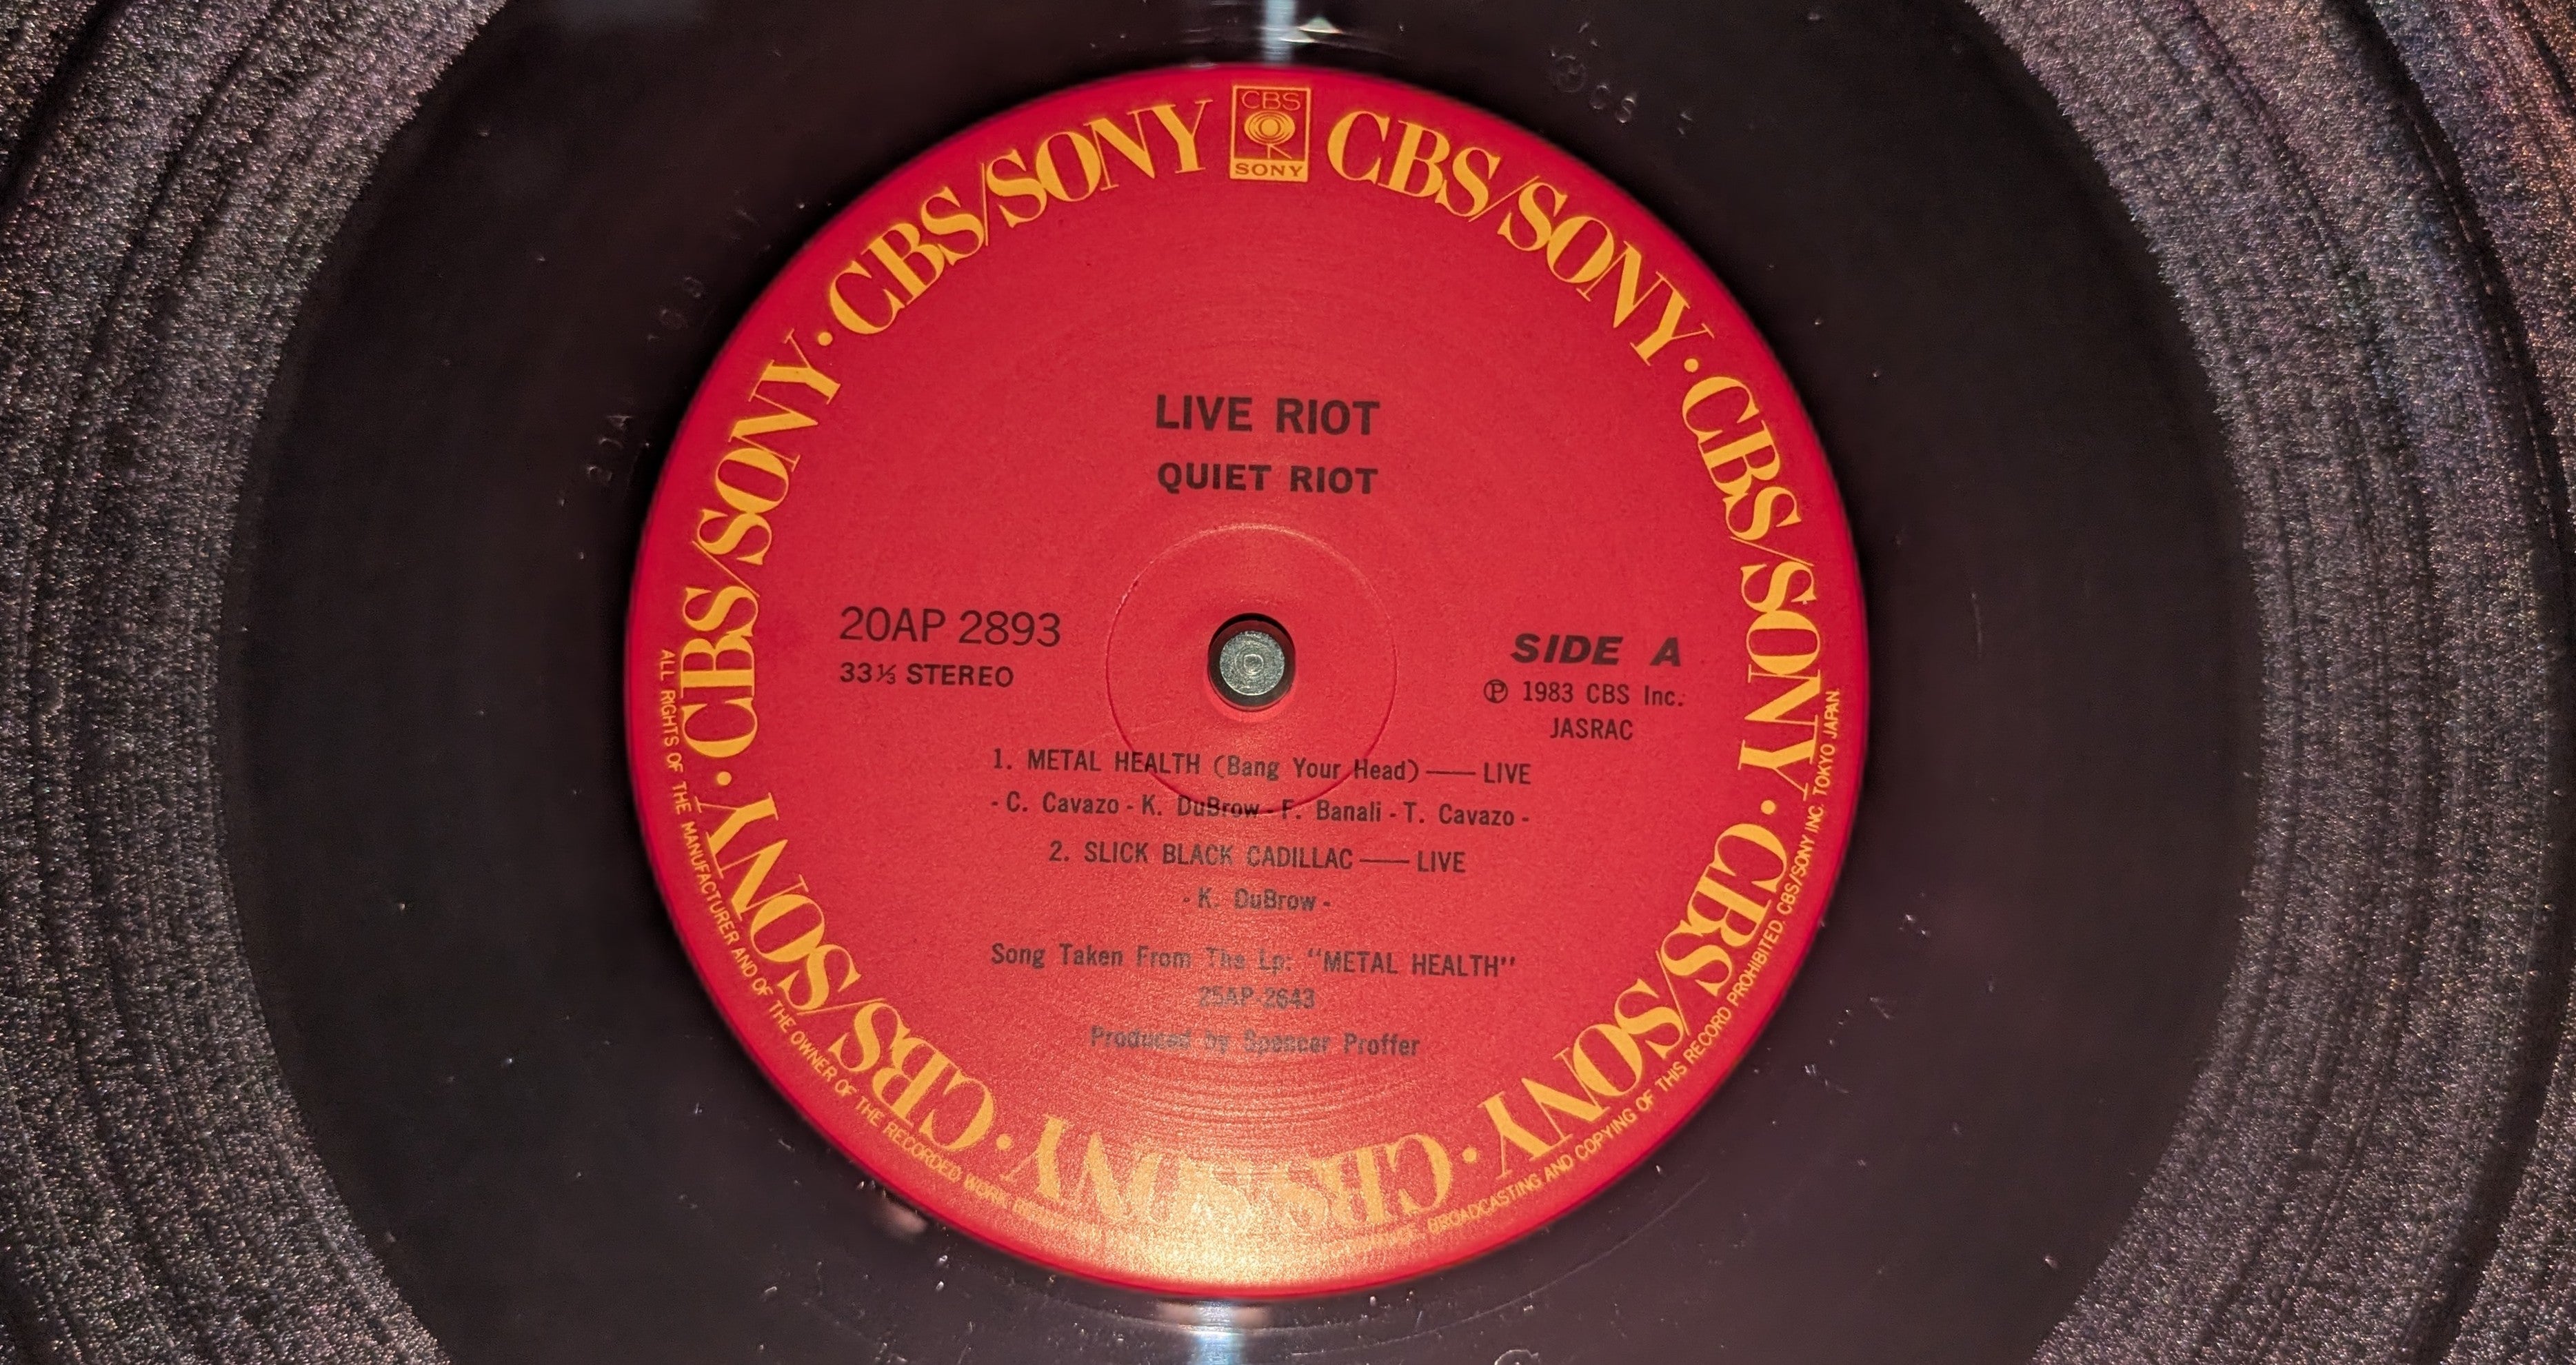 CBS
SONY
CBS/SONY · CBS/SONY · CBS/SONY · CBS/SONY · CBS/SONY · CBS/SONY · CBS/SONY · CBS/SONY
LIVE RIOT
QUIET RIOT
20AP 2893
33⅓ STEREO
SIDE A
Ⓟ 1983 CBS Inc.
JASRAC
1. METAL HEALTH (Bang Your Head)——LIVE
- C. Cavazo - K. DuBrow - F. Banali - T. Cavazo -
2. SLICK BLACK CADILLAC——LIVE
- K. DuBrow -
Song Taken From The Lp: "METAL HEALTH"
25AP-2643
Produced by Spencer Proffer
ALL RIGHTS OF THE MANUFACTURER AND OF THE OWNER OF THE RECORDED WORK BROADCASTING AND COPYING OF THIS RECORD PROHIBITED. CBS/SONY INC. TOKYO JAPAN.